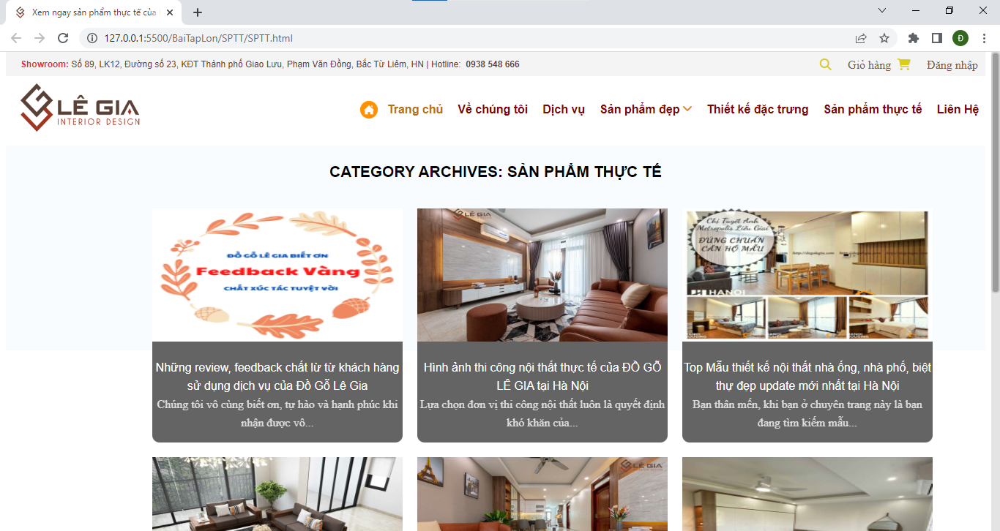 Xem ngay sản phẩm thực tế của
127.0.0.1:5500/BaiTapLon/SPTT/SPTT.html
Đ
Showroom: Số 89, LK12, Đường số 23, KĐT Thành phố Giao Lưu, Phạm Văn Đồng, Bắc Từ Liêm, HN | Hotline: 0938 548 666
Giỏ hàng
Đăng nhập
LÊ GIA
INTERIOR DESIGN
Trang chủ
Về chúng tôi
Dịch vụ
Sản phẩm đẹp
Thiết kế đặc trưng
Sản phẩm thực tế
Liên Hệ
CATEGORY ARCHIVES: SẢN PHẨM THỰC TẾ
ĐỒ GỖ LÊ GIA BIẾT ƠN
Feedback Vàng
CHẤT XÚC TÁC TUYỆT VỜI
Những review, feedback chất lừ từ khách hàng
sử dụng dịch vụ của Đồ Gỗ Lê Gia
Chúng tôi vô cùng biết ơn, tự hào và hạnh phúc khi
nhận được vô...
LÊ GIA
Hình ảnh thi công nội thất thực tế của ĐỒ GỖ
LÊ GIA tại Hà Nội
Lựa chọn đơn vị thi công nội thất luôn là quyết định
khó khăn của...
Chị Tuyết Anh
Metropolis Liễu Giai
ĐÚNG CHUẨN
CĂN HỘ MẪU
HANOI
Top Mẫu thiết kế nội thất nhà ống, nhà phố, biệt
thự đẹp update mới nhất tại Hà Nội
Bạn thân mến, khi bạn ở chuyên trang này là bạn
đang tìm kiếm mẫu...
LÊ GIA